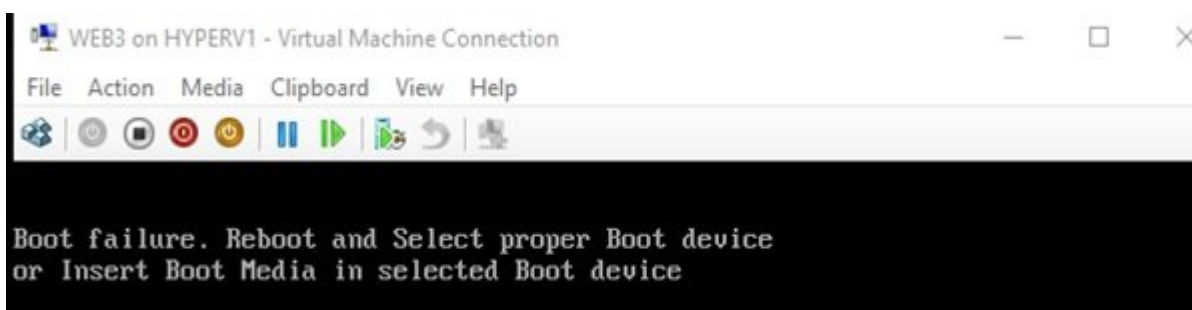 WEB3 on HYPERV1 - Virtual Machine Connection
File Action Media Clipboard View Help
Boot failure. Reboot and Select proper Boot device
or Insert Boot Media in selected Boot device